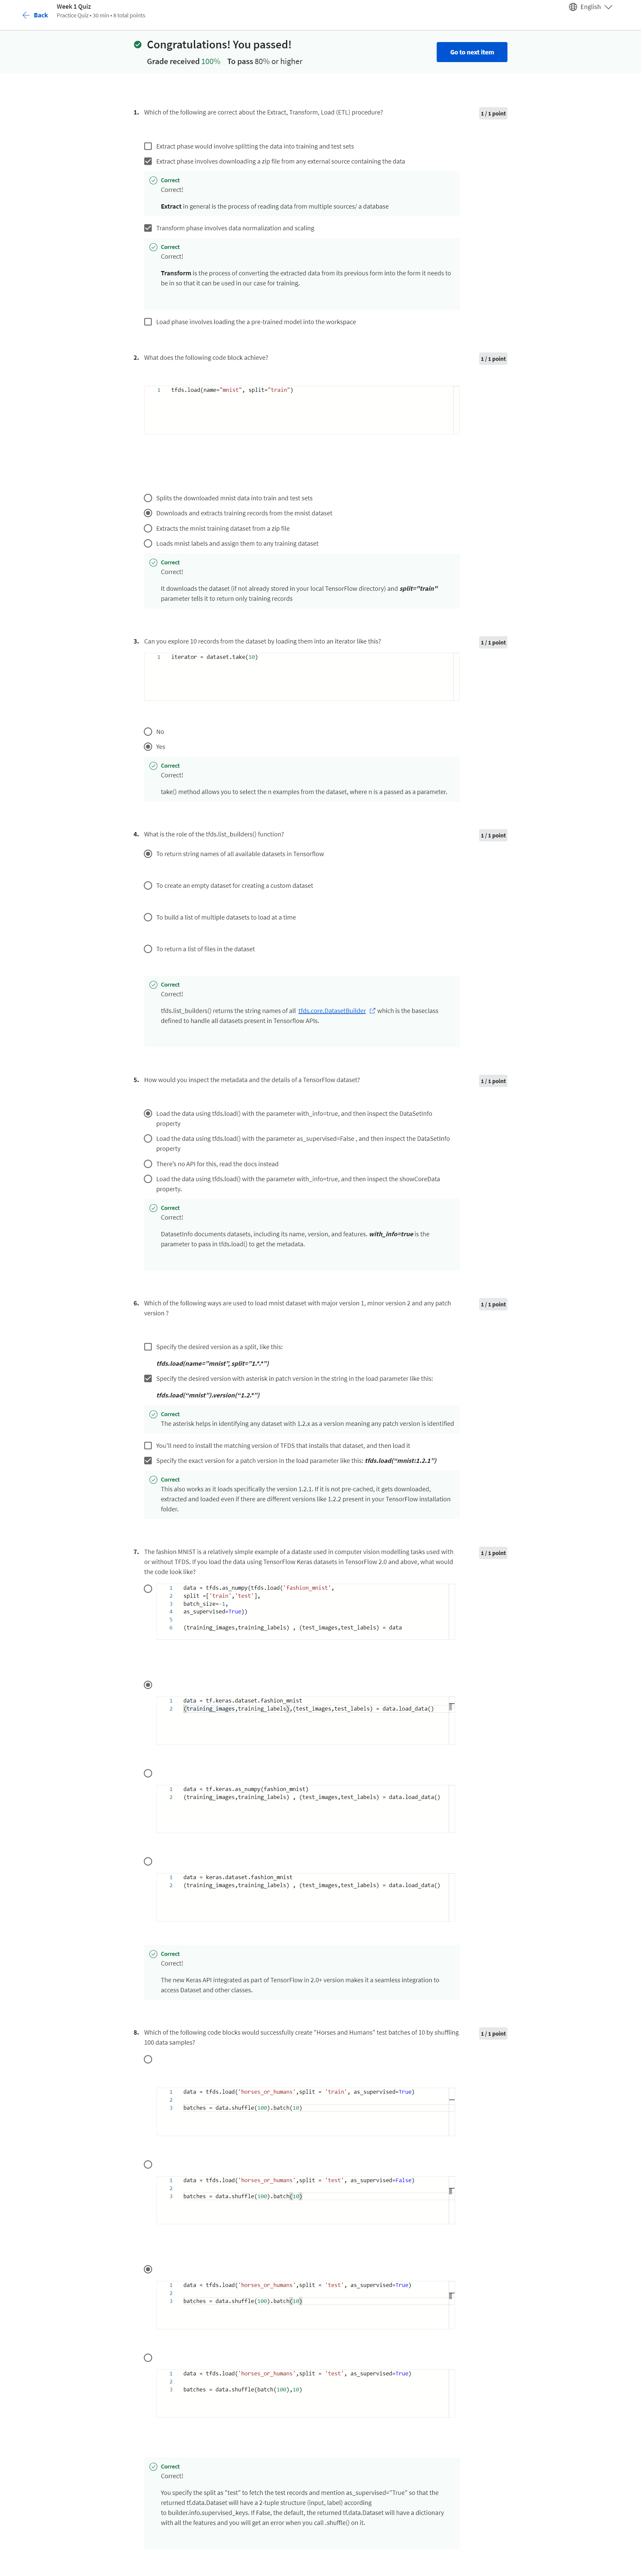 Back
Week 1 Quiz
Practice Quiz • 30 min • 8 total points
English
Congratulations! You passed!
Grade received 100% To pass 80% or higher
Go to next item
1. Which of the following are correct about the Extract, Transform, Load (ETL) procedure?
1 / 1 point
Extract phase would involve splitting the data into training and test sets
Extract phase involves downloading a zip file from any external source containing the data
Correct
Correct!
Extract in general is the process of reading data from multiple sources/ a database
Transform phase involves data normalization and scaling
Correct
Correct!
Transform is the process of converting the extracted data from its previous form into the form it needs to
be in so that it can be used in our case for training.
Load phase involves loading the a pre-trained model into the workspace
2. What does the following code block achieve?
1 / 1 point
1 tfds.load(name="mnist", split="train")
Splits the downloaded mnist data into train and test sets
Downloads and extracts training records from the mnist dataset
Extracts the mnist training dataset from a zip file
Loads mnist labels and assign them to any training dataset
Correct
Correct!
It downloads the dataset (if not already stored in your local TensorFlow directory) and split="train"
parameter tells it to return only training records
3. Can you explore 10 records from the dataset by loading them into an iterator like this?
1 / 1 point
1 iterator = dataset.take(10)
No
Yes
Correct
Correct!
take() method allows you to select the n examples from the dataset, where n is a passed as a parameter.
4. What is the role of the tfds.list_builders() function?
1 / 1 point
To return string names of all available datasets in Tensorflow
To create an empty dataset for creating a custom dataset
To build a list of multiple datasets to load at a time
To return a list of files in the dataset
Correct
Correct!
tfds.list_builders() returns the string names of all tfds.core.DatasetBuilder which is the baseclass
defined to handle all datasets present in Tensorflow APIs.
5. How would you inspect the metadata and the details of a TensorFlow dataset?
1 / 1 point
Load the data using tfds.load() with the parameter with_info=true, and then inspect the DataSetInfo
property
Load the data using tfds.load() with the parameter as_supervised=False , and then inspect the DataSetInfo
property
There's no API for this, read the docs instead
Load the data using tfds.load() with the parameter with_info=true, and then inspect the showCoreData
property.
Correct
Correct!
DatasetInfo documents datasets, including its name, version, and features. with_info=true is the
parameter to pass in tfds.load() to get the metadata.
6. Which of the following ways are used to load mnist dataset with major version 1, minor version 2 and any patch
version ?
1 / 1 point
Specify the desired version as a split, like this:
tfds.load(name="mnist", split="1.*.*")
Specify the desired version with asterisk in patch version in the string in the load parameter like this:
tfds.load("mnist").version("1.2.*")
Correct
The asterisk helps in identifying any dataset with 1.2.x as a version meaning any patch version is identified
You'll need to install the matching version of TFDS that installs that dataset, and then load it
Specify the exact version for a patch version in the load parameter like this: tfds.load("mnist:1.2.1")
Correct
This also works as it loads specifically the version 1.2.1. If it is not pre-cached, it gets downloaded,
extracted and loaded even if there are different versions like 1.2.2 present in your TensorFlow installation
folder.
7. The fashion MNIST is a relatively simple example of a dataste used in computer vision modelling tasks used with
or without TFDS. If you load the data using TensorFlow Keras datasets in TensorFlow 2.0 and above, what would
the code look like?
1 / 1 point
1 data = tfds.as_numpy(tfds.load('fashion_mnist',
2 split =['train','test'],
3 batch_size=-1,
4 as_supervised=True))
5
6 (training_images,training_labels) , (test_images,test_labels) = data
1 data = tf.keras.dataset.fashion_mnist
2 (training_images,training_labels),(test_images,test_labels) = data.load_data()
1 data = tf.keras.as_numpy(fashion_mnist)
2 (training_images,training_labels) , (test_images,test_labels) = data.load_data()
1 data = keras.dataset.fashion_mnist
2 (training_images,training_labels) , (test_images,test_labels) = data.load_data()
Correct
Correct!
The new Keras API integrated as part of TensorFlow in 2.0+ version makes it a seamless integration to
access Dataset and other classes.
8. Which of the following code blocks would successfully create "Horses and Humans" test batches of 10 by shuffling
100 data samples?
1 / 1 point
1 data = tfds.load('horses_or_humans',split = 'train', as_supervised=True)
2
3 batches = data.shuffle(100).batch(10)
1 data = tfds.load('horses_or_humans',split = 'test', as_supervised=False)
2
3 batches = data.shuffle(100).batch(10)
1 data = tfds.load('horses_or_humans',split = 'test', as_supervised=True)
2
3 batches = data.shuffle(100).batch(10)
1 data = tfds.load('horses_or_humans',split = 'test', as_supervised=True)
2
3 batches = data.shuffle(batch(100),10)
Correct
Correct!
You specify the split as "test" to fetch the test records and mention as_supervised="True" so that the
returned tf.data.Dataset will have a 2-tuple structure (input, label) according
to builder.info.supervised_keys. If False, the default, the returned tf.data.Dataset will have a dictionary
with all the features and you will get an error when you call .shuffle() on it.